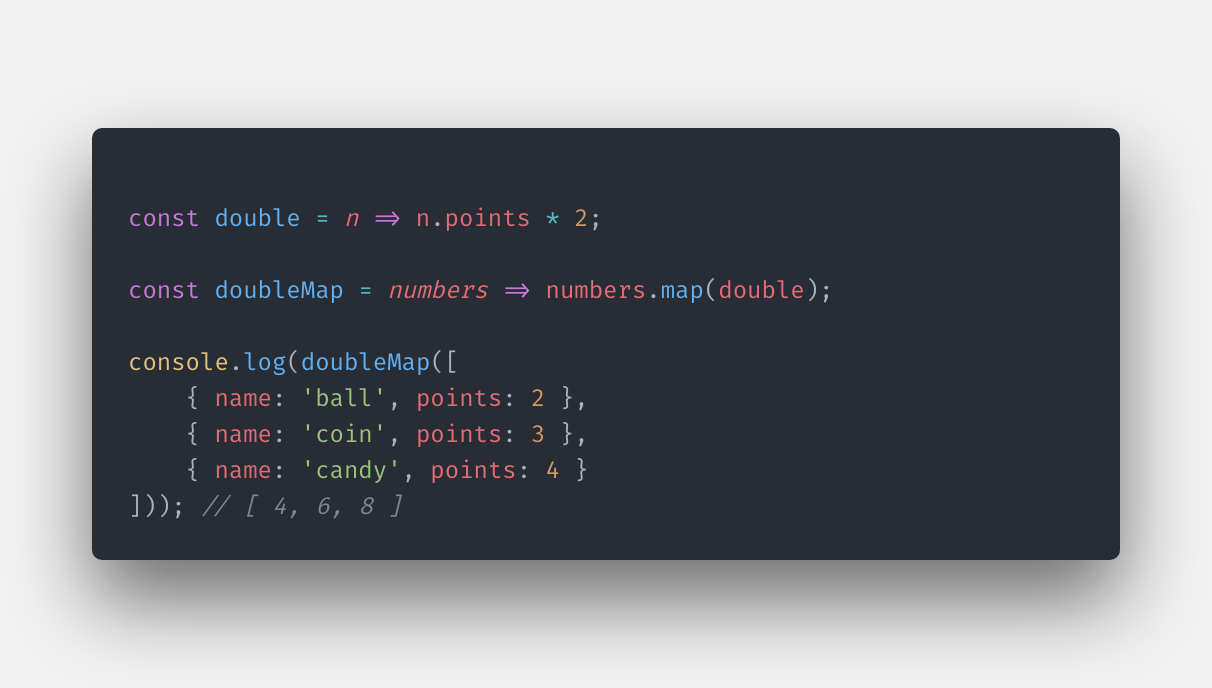 const double = n => n.points * 2;
const doubleMap = numbers => numbers.map(double);
console.log(doubleMap([
    { name: 'ball', points: 2 },
    { name: 'coin', points: 3 },
    { name: 'candy', points: 4 }
])); // [ 4, 6, 8 ]